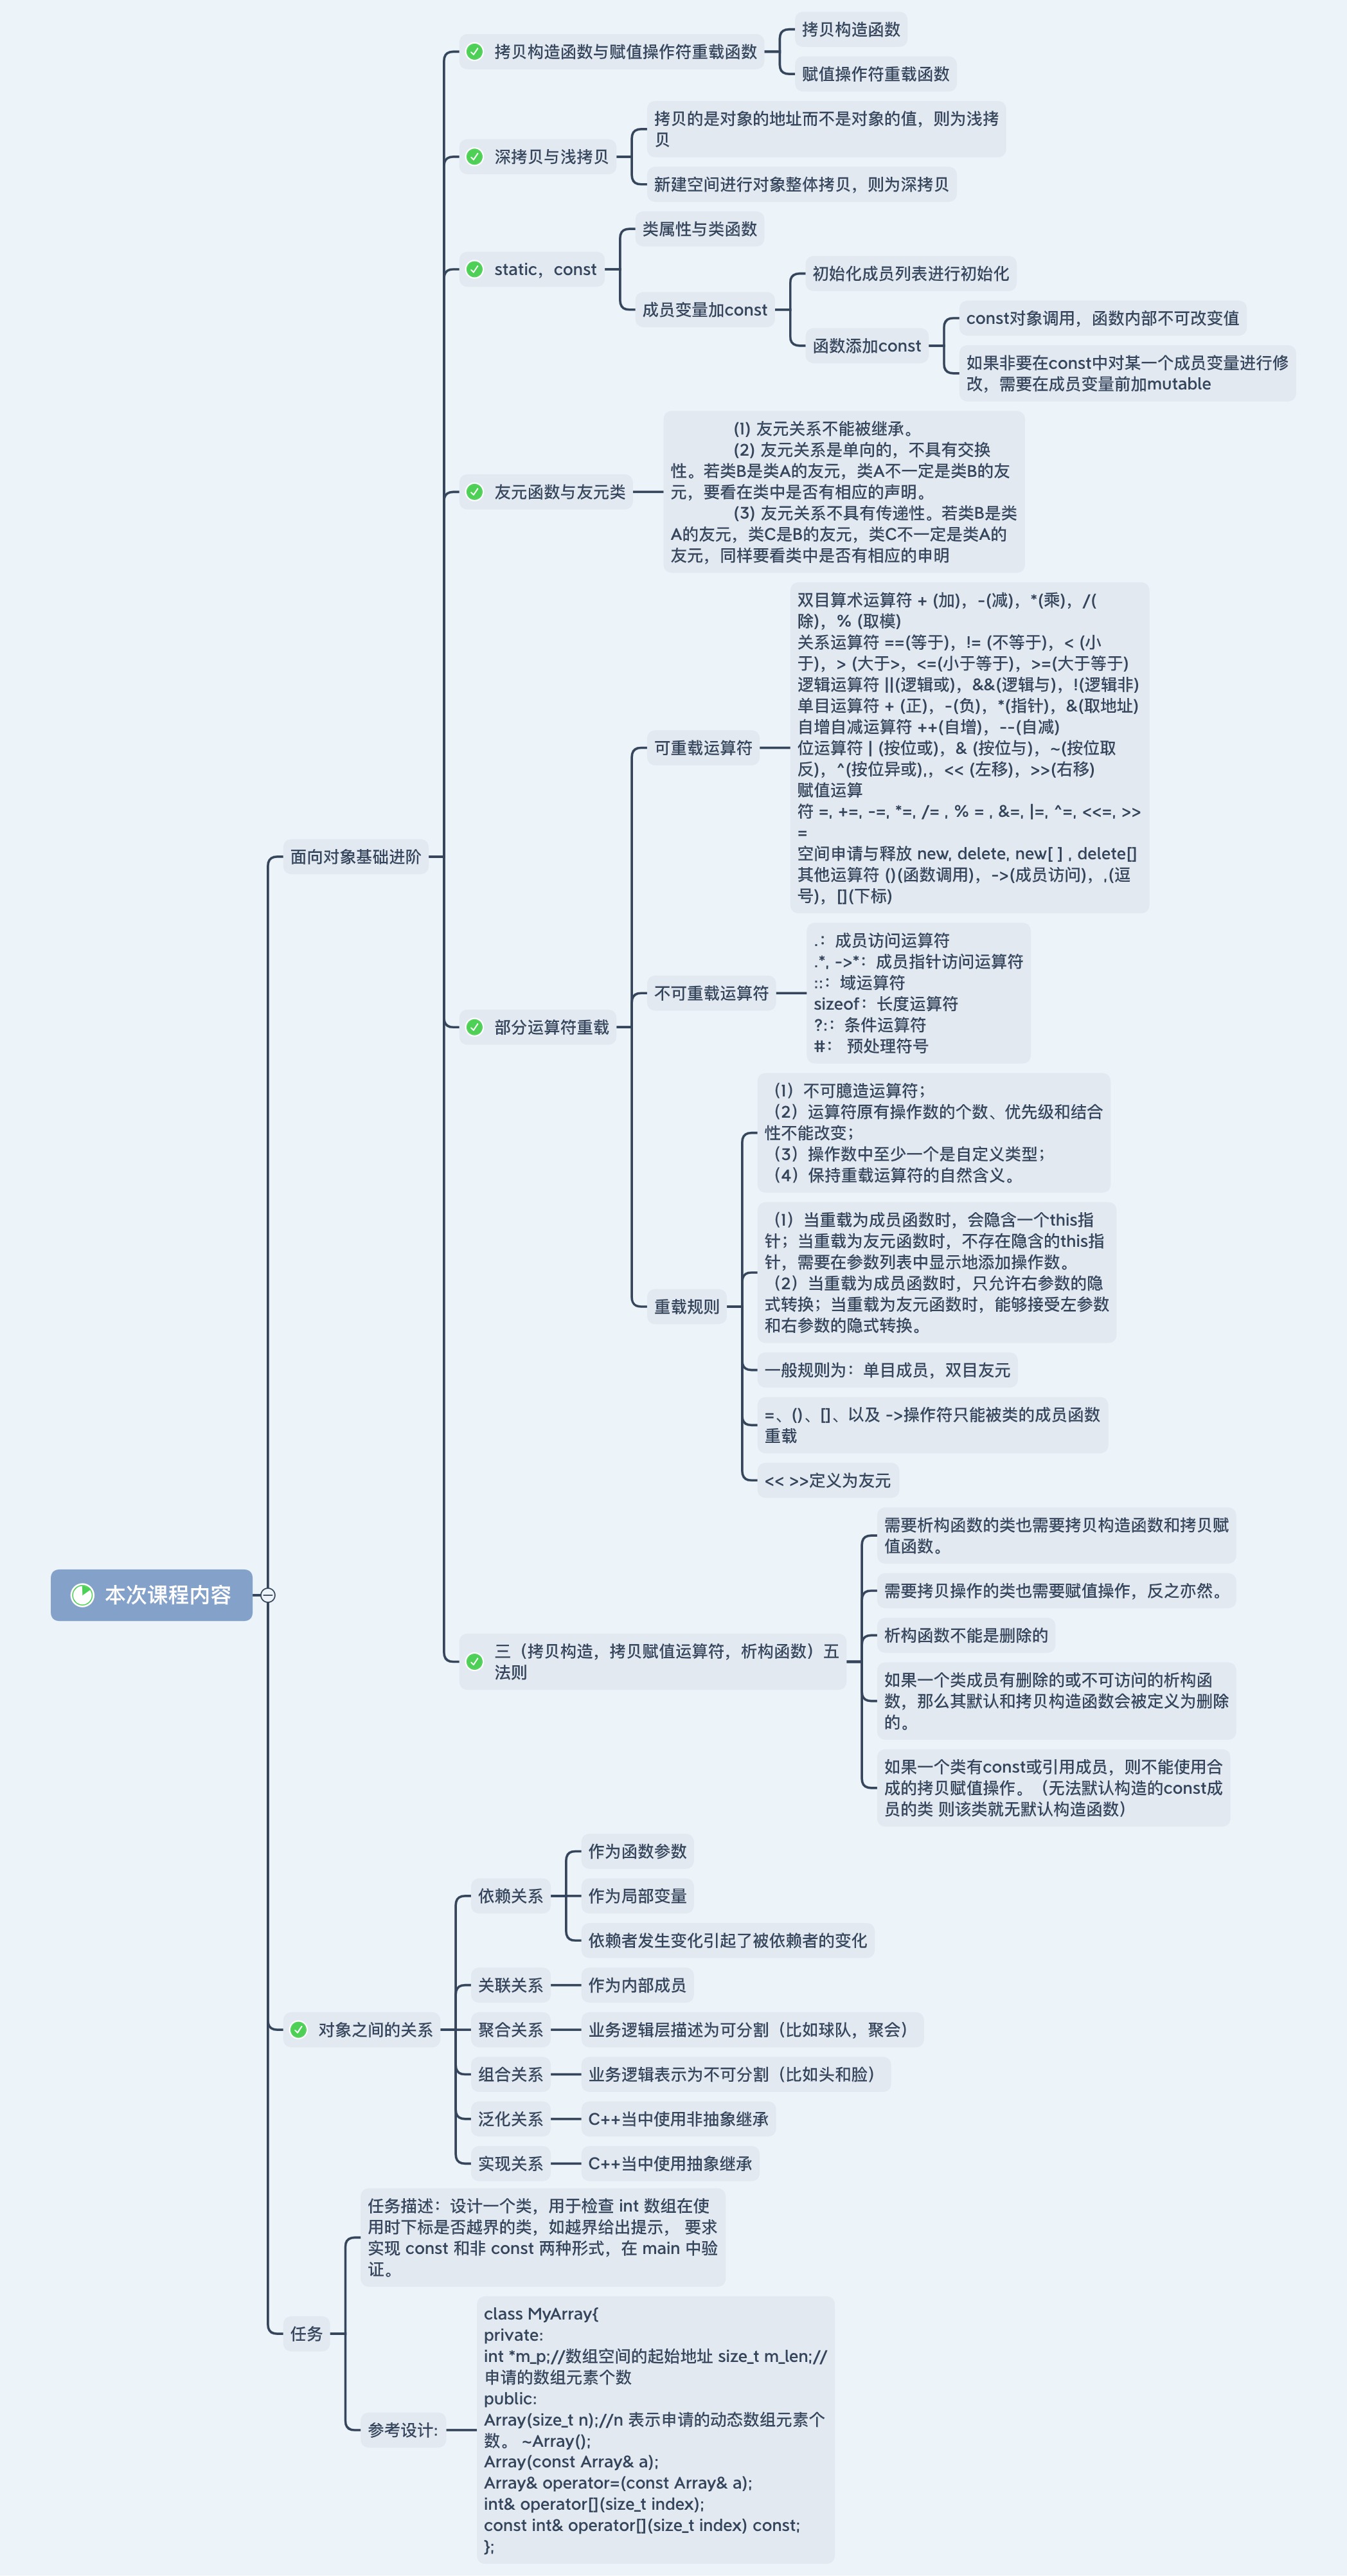 拷贝构造函数与赋值操作符重载函数
拷贝构造函数
赋值操作符重载函数
深拷贝与浅拷贝
拷贝的是对象的地址而不是对象的值，则为浅拷
贝
新建空间进行对象整体拷贝，则为深拷贝
static，const
类属性与类函数
成员变量加const
初始化成员列表进行初始化
函数添加const
const对象调用，函数内部不可改变值
如果非要在const中对某一个成员变量进行修
改，需要在成员变量前加mutable
友元函数与友元类
(1) 友元关系不能被继承。
(2) 友元关系是单向的，不具有交换
性。若类B是类A的友元，类A不一定是类B的友
元，要看在类中是否有相应的声明。
(3) 友元关系不具有传递性。若类B是类
A的友元，类C是B的友元，类C不一定是类A的
友元，同样要看类中是否有相应的申明
面向对象基础进阶
部分运算符重载
可重载运算符
双目算术运算符 + (加)，-(减)，*(乘)，/(
除)，% (取模)
关系运算符 ==(等于)，!= (不等于)，< (小
于)，> (大于>，<=(小于等于)，>=(大于等于)
逻辑运算符 ||(逻辑或)，&&(逻辑与)，!(逻辑非)
单目运算符 + (正)，-(负)，*(指针)，&(取地址)
自增自减运算符 ++(自增)，--(自减)
位运算符 | (按位或)，& (按位与)，~(按位取
反)，^(按位异或),，<< (左移)，>>(右移)
赋值运算
符 =, +=, -=, *=, /= , % = , &=, |=, ^=, <<=, >>
=
空间申请与释放 new, delete, new[ ] , delete[]
其他运算符 ()(函数调用)，->(成员访问)，,(逗
号)，[](下标)
不可重载运算符
.：成员访问运算符
.*, ->*：成员指针访问运算符
::：域运算符
sizeof：长度运算符
?:：条件运算符
#： 预处理符号
重载规则
（1）不可臆造运算符；
（2）运算符原有操作数的个数、优先级和结合
性不能改变；
（3）操作数中至少一个是自定义类型；
（4）保持重载运算符的自然含义。
（1）当重载为成员函数时，会隐含一个this指
针；当重载为友元函数时，不存在隐含的this指
针，需要在参数列表中显示地添加操作数。
（2）当重载为成员函数时，只允许右参数的隐
式转换；当重载为友元函数时，能够接受左参数
和右参数的隐式转换。
一般规则为：单目成员，双目友元
=、()、[]、以及 ->操作符只能被类的成员函数
重载
<< >>定义为友元
本次课程内容
三（拷贝构造，拷贝赋值运算符，析构函数）五
法则
需要析构函数的类也需要拷贝构造函数和拷贝赋
值函数。
需要拷贝操作的类也需要赋值操作，反之亦然。
析构函数不能是删除的
如果一个类成员有删除的或不可访问的析构函
数，那么其默认和拷贝构造函数会被定义为删除
的。
如果一个类有const或引用成员，则不能使用合
成的拷贝赋值操作。（无法默认构造的const成
员的类 则该类就无默认构造函数）
对象之间的关系
依赖关系
作为函数参数
作为局部变量
依赖者发生变化引起了被依赖者的变化
关联关系
作为内部成员
聚合关系
业务逻辑层描述为可分割（比如球队，聚会）
组合关系
业务逻辑表示为不可分割（比如头和脸）
泛化关系
C++当中使用非抽象继承
实现关系
C++当中使用抽象继承
任务
任务描述：设计一个类，用于检查 int 数组在使
用时下标是否越界的类，如越界给出提示， 要求
实现 const 和非 const 两种形式，在 main 中验
证。
参考设计:
class MyArray{
private:
int *m_p;//数组空间的起始地址 size_t m_len;//
申请的数组元素个数
public:
Array(size_t n);//n 表示申请的动态数组元素个
数。 ~Array();
Array(const Array& a);
Array& operator=(const Array& a);
int& operator[](size_t index);
const int& operator[](size_t index) const;
};